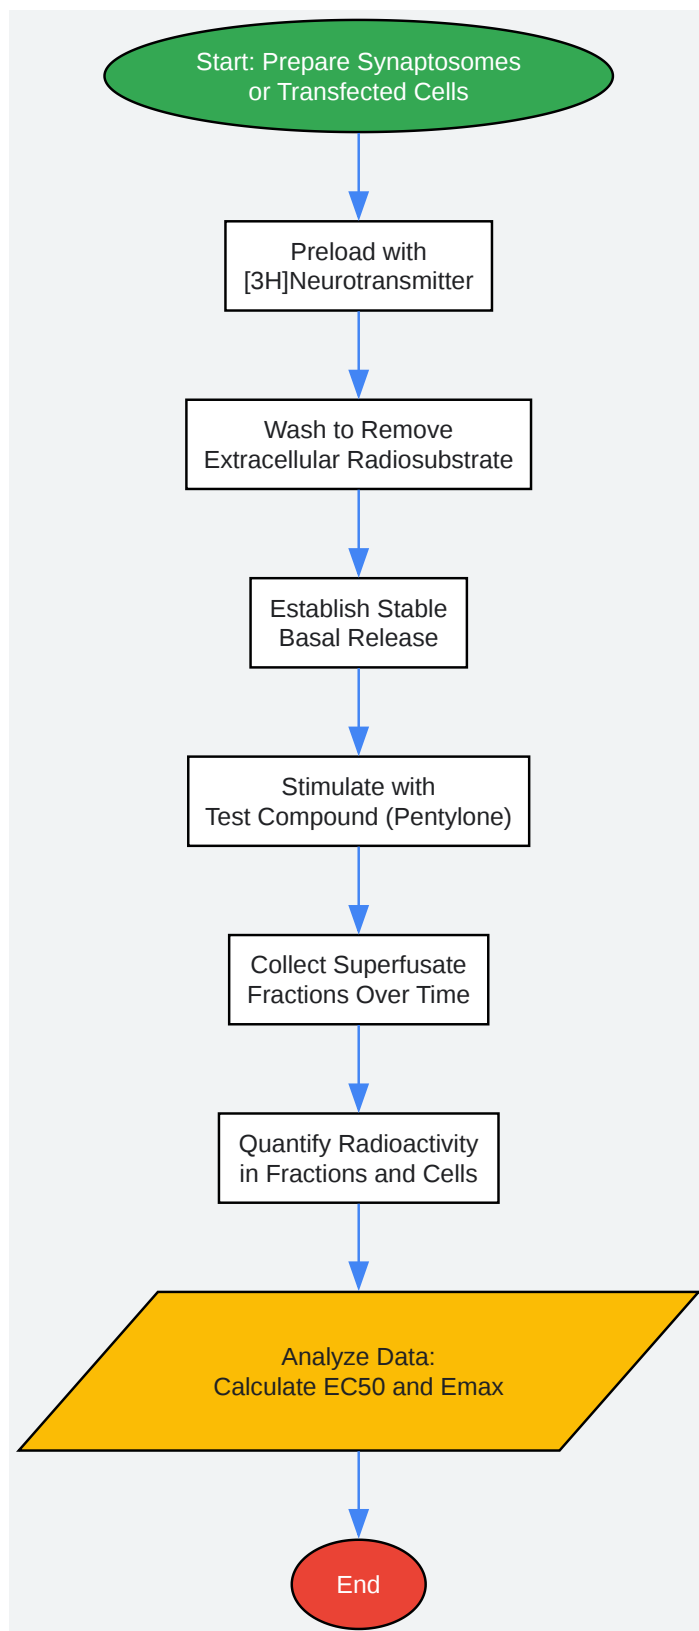 Start: Prepare Synaptosomes
or Transfected Cells
Preload with
[3H]Neurotransmitter
Wash to Remove
Extracellular Radiosubstrate
Establish Stable
Basal Release
Stimulate with
Test Compound (Pentylone)
Collect Superfusate
Fractions Over Time
Quantify Radioactivity
in Fractions and Cells
Analyze Data:
Calculate EC50 and Emax
End